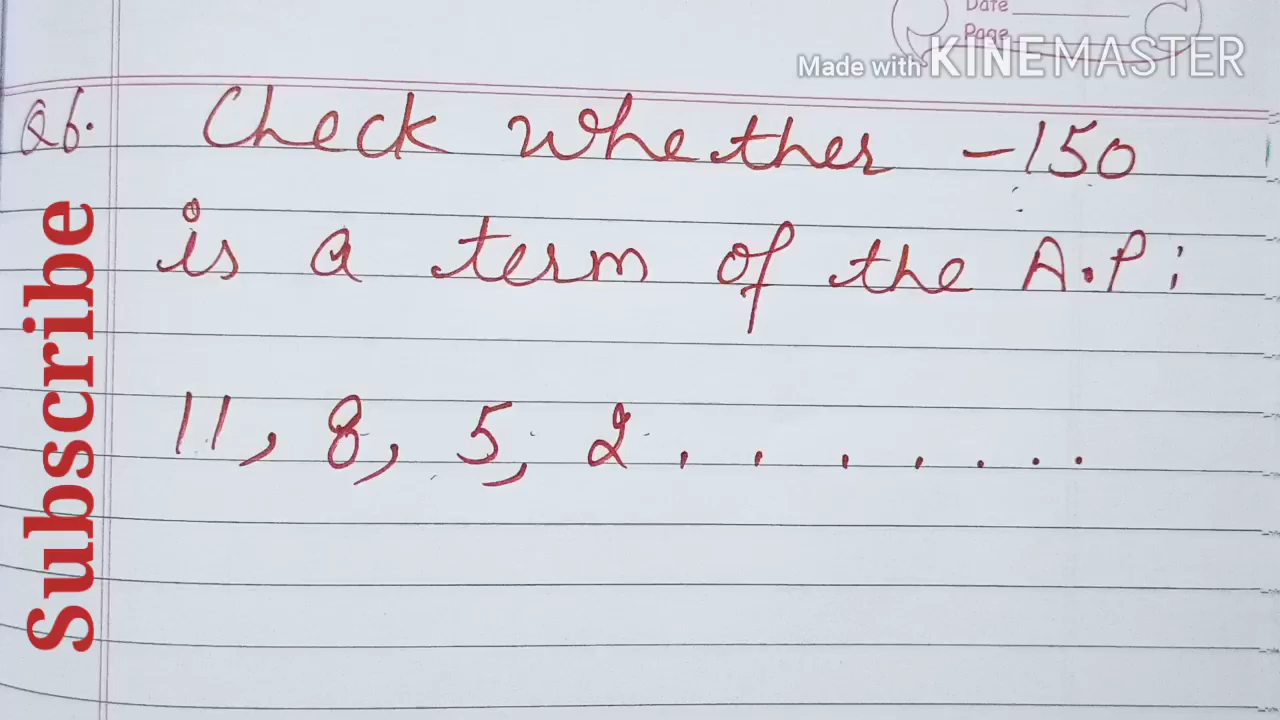 Date
Page
Made with KINEMASTER
Q6. Check whether -150
is a term of the A.P:
11, 8, 5, 2 . . . . . . .
Subscribe